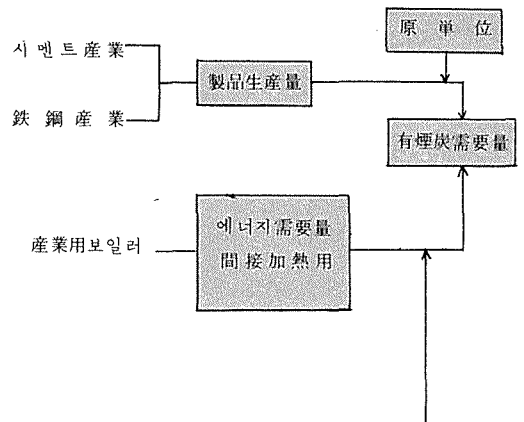 原 單 位
시멘트産業
製品生産量
鉄 鋼 産 業
有煙炭需要量
에너지需要量
間接加熱用
産業用보일러